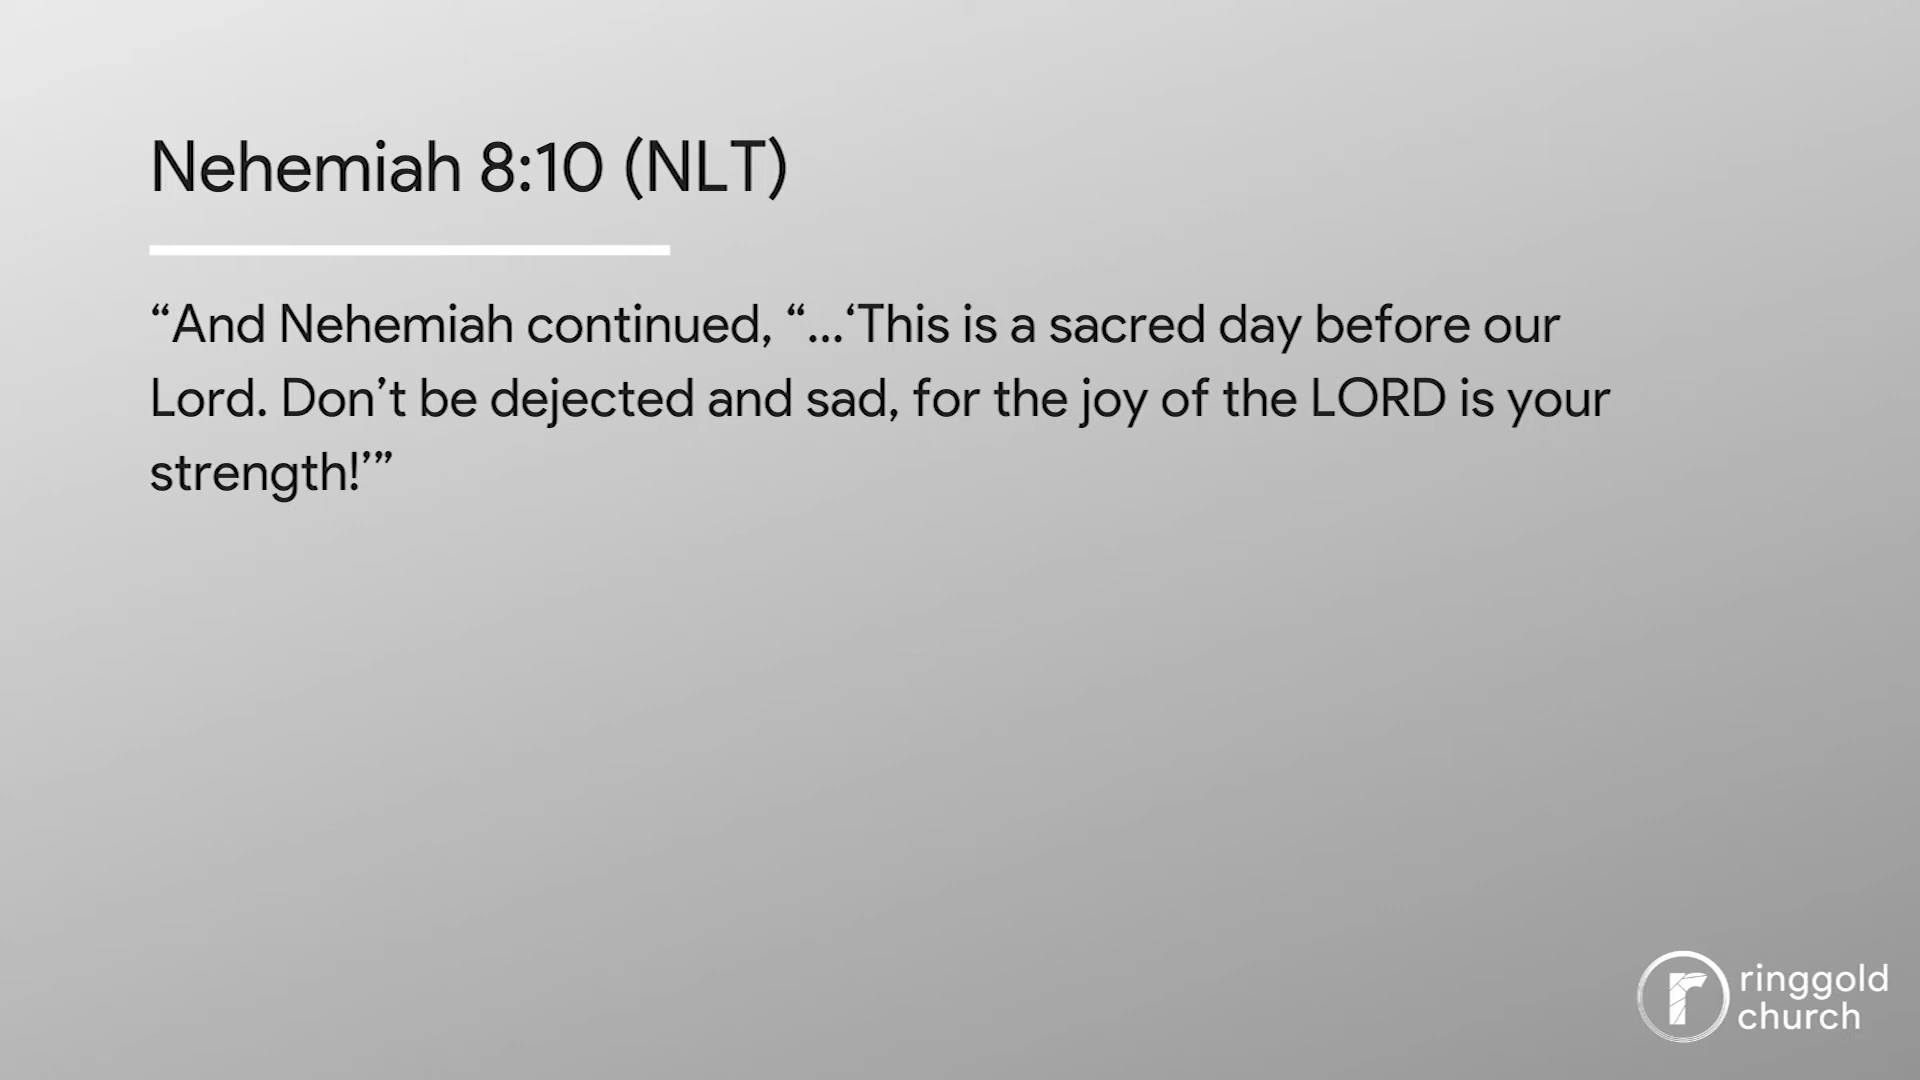 Nehemiah 8:10 (NLT)
“And Nehemiah continued, “...‘This is a sacred day before our
Lord. Don’t be dejected and sad, for the joy of the LORD is your
strength!’”
r ringgold
church